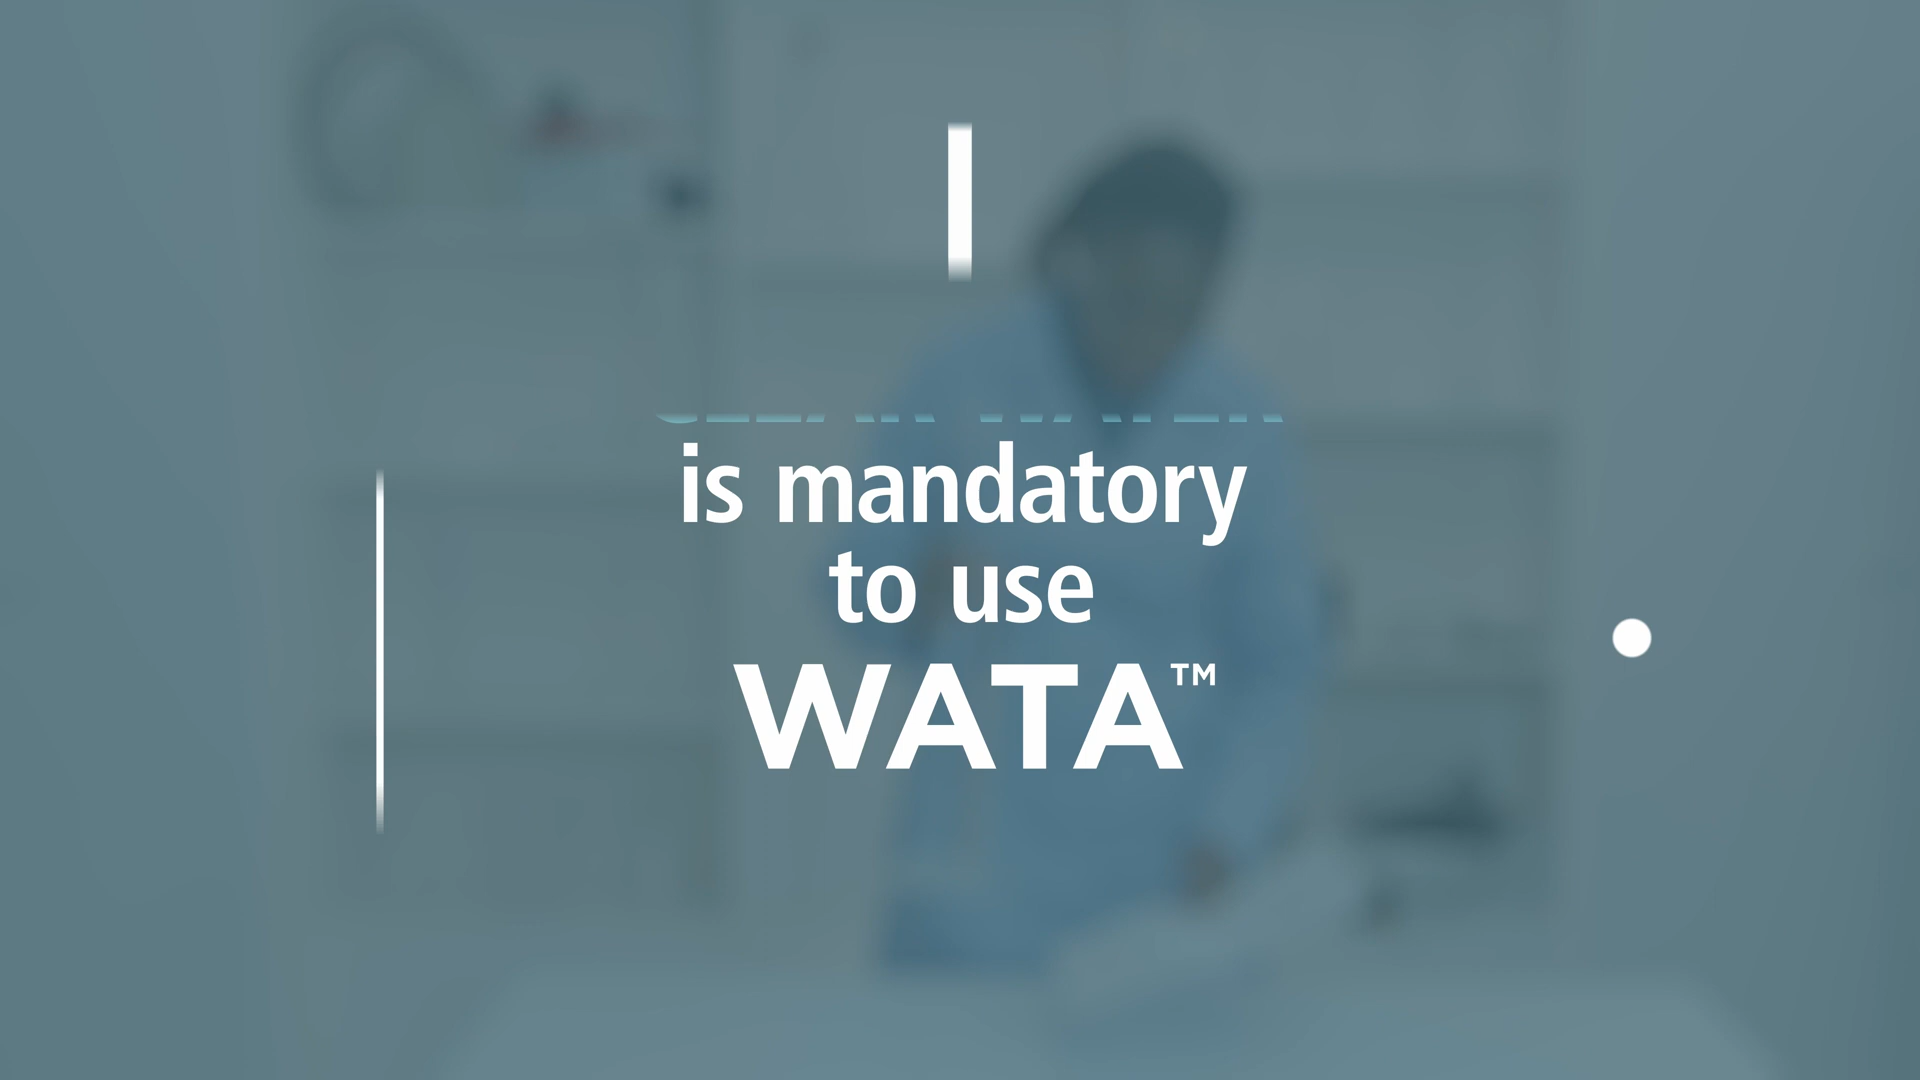 is mandatory
to use
WATA™